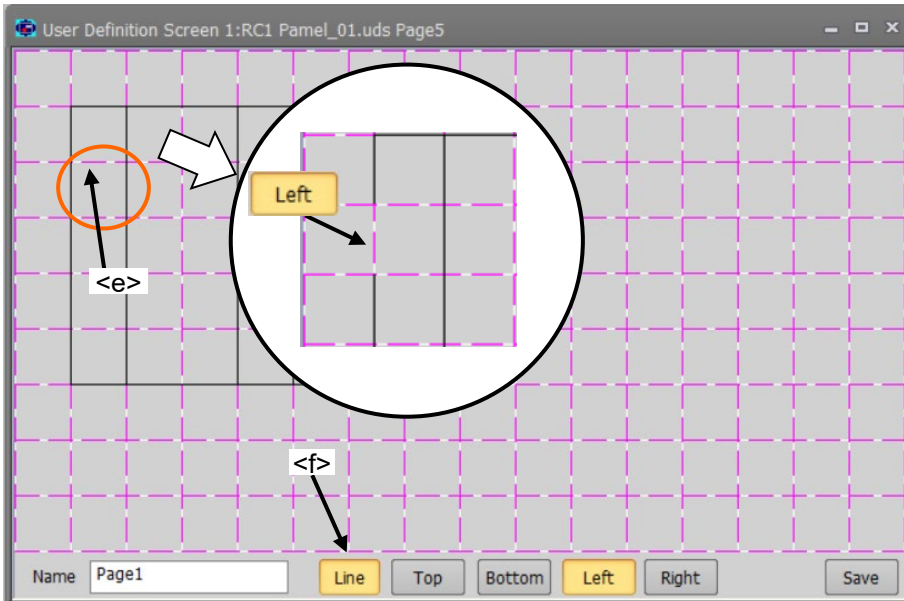 User Definition Screen 1:RC1 Pamel_01.uds Page5
Left
<e>
<f>
Name Page1 Line Top Bottom Left Right Save